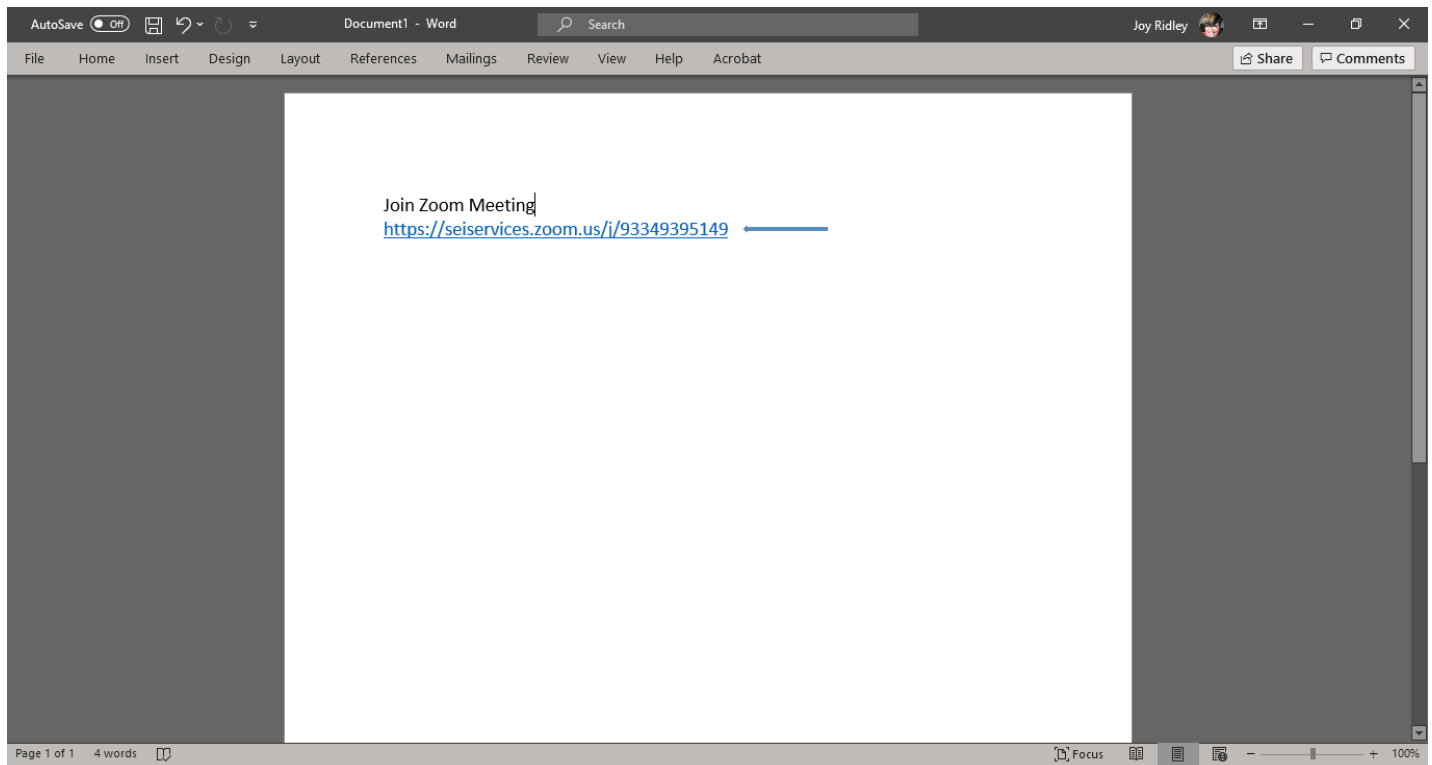 AutoSave Off Document1 - Word Search Joy Ridley
File Home Insert Design Layout References Mailings Review View Help Acrobat Share Comments
Join Zoom Meeting
https://seiservices.zoom.us/j/93349395149
Page 1 of 1 4 words Focus 100%